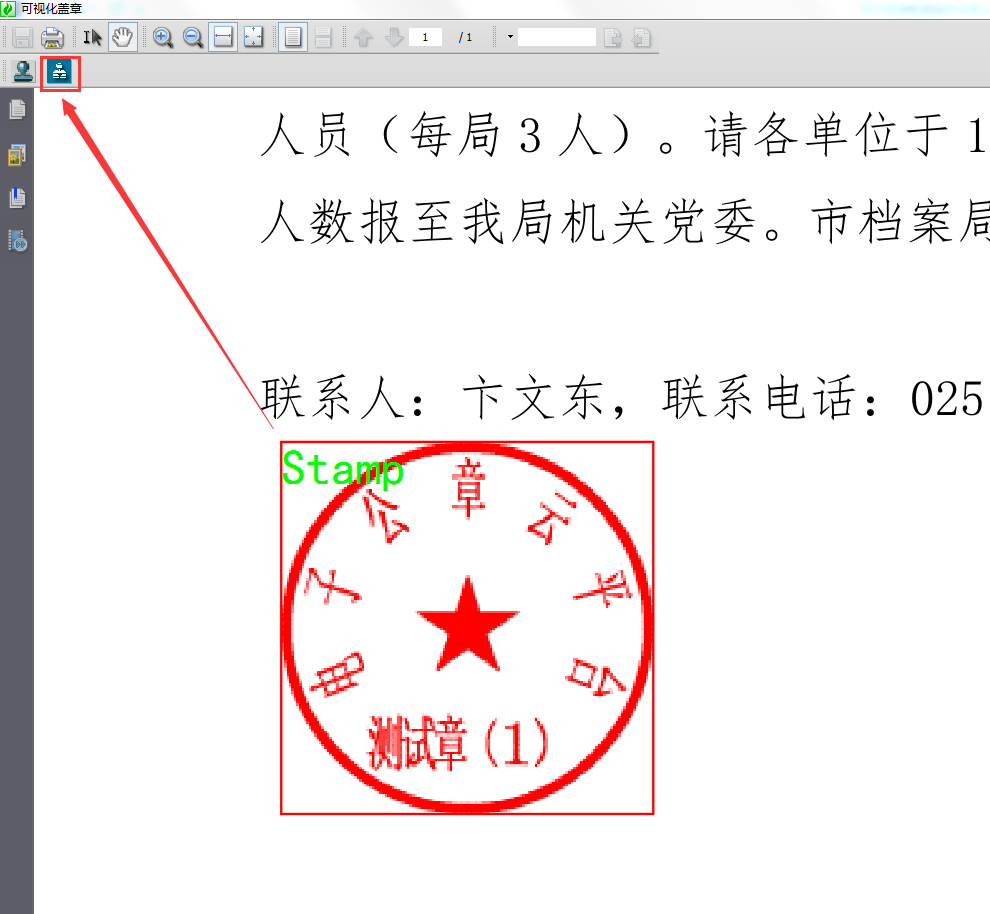 可视化盖章
1 / 1
人员（每局 3 人）。请各单位于 1
人数报至我局机关党委。市档案局
联系人：卞文东，联系电话：025
Stamp
电子公章云平台
测试章（1）